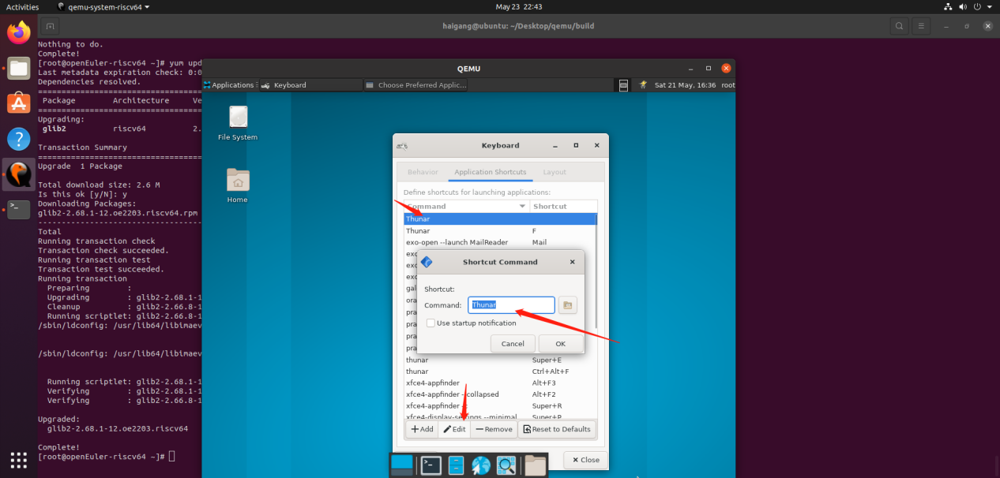 Activities
qemu-system-riscv64
May 23 22:43
haigang@ubuntu: ~/Desktop/qemu/build
Nothing to do.
Complete!
[root@openEuler-riscv64 ~]# yum upd
Last metadata expiration check: 0:0
Dependencies resolved.
================================
Package Architecture Ve
================================
Upgrading:
glib2 riscv64 2.
Transaction Summary
================================
Upgrade 1 Package
Total download size: 2.6 M
Is this ok [y/N]: y
Downloading Packages:
glib2-2.68.1-12.oe2203.riscv64.rpm
--------------------------------
Total
Running transaction check
Transaction check succeeded.
Running transaction test
Transaction test succeeded.
Running transaction
Preparing :
Upgrading : glib2-2.68.1-1
Cleanup : glib2-2.66.8-1
Running scriptlet: glib2-2.66.8-1
/sbin/ldconfig: /usr/lib64/libimaev
/sbin/ldconfig: /usr/lib64/libimaev
Running scriptlet: glib2-2.68.1-1
Verifying : glib2-2.68.1-1
Verifying : glib2-2.66.8-1
Upgraded:
glib2-2.68.1-12.oe2203.riscv64
Complete!
[root@openEuler-riscv64 ~]#
QEMU
Applications
Keyboard
Choose Preferred Applic...
Sat 21 May, 16:36
root
File System
Home
Keyboard
Behavior
Application Shortcuts
Layout
Define shortcuts for launching applications:
Command
Shortcut
Thunar
Thunar F
exo-open --launch MailReader Mail
exo
exo
exo
gal
ora
pra
pra
pra
pra
pra
thunar Super+E
thunar Ctrl+Alt+F
xfce4-appfinder Alt+F3
xfce4-appfinder --collapsed Alt+F2
xfce4-appfinder Super+R
xfce4-display-settings --minimal Super+P
Add
Edit
Remove
Reset to Defaults
Close
Shortcut Command
Shortcut:
Command: Thunar
Use startup notification
Cancel
OK